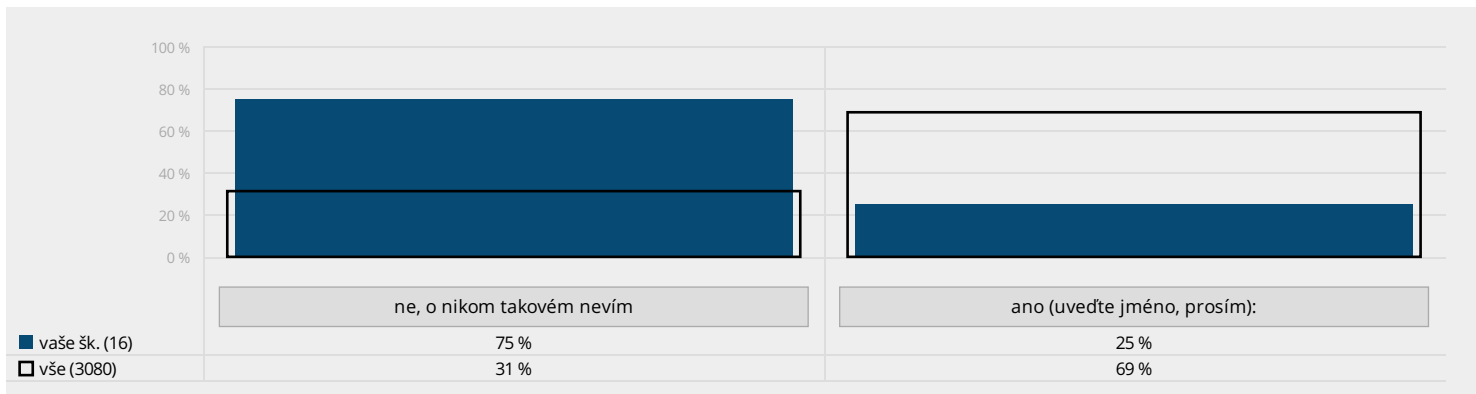 100 %
80 %
60 %
40 %
20 %
0 %
ne, o nikom takovém nevím
ano (uveďte jméno, prosím):
vaše šk. (16) 75 % 25 %
vše (3080) 31 % 69 %